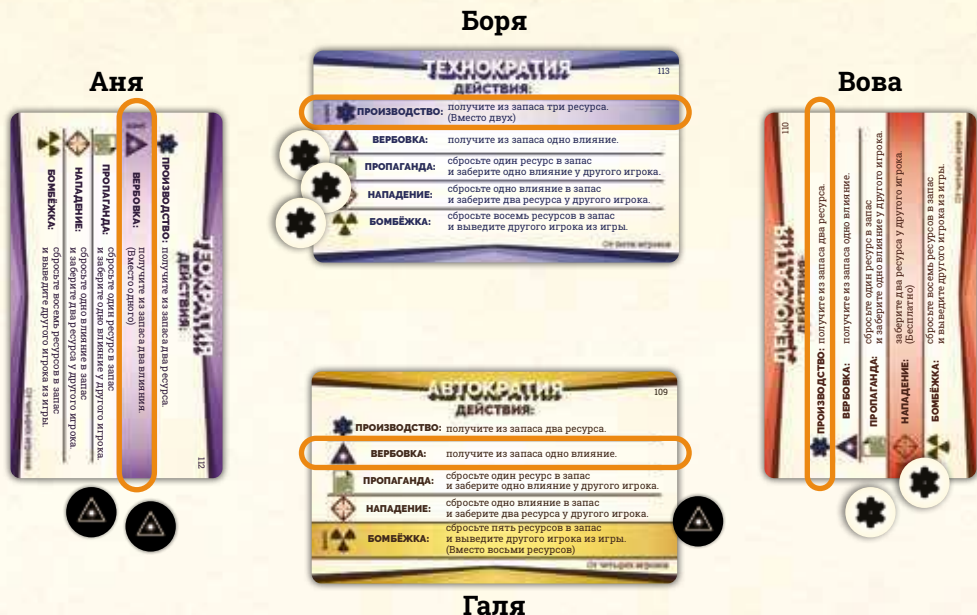 Боря
ТЕХНОКРАТИЯ
113
ДЕЙСТВИЯ:
ПРОИЗВОДСТВО: получите из запаса три ресурса.
(Вместо двух)
ВЕРБОВКА: получите из запаса одно влияние.
ПРОПАГАНДА: сбросьте один ресурс в запас
и заберите одно влияние у другого игрока.
НАПАДЕНИЕ: сбросьте одно влияние в запас
и заберите два ресурса у другого игрока.
БОМБЁЖКА: сбросьте восемь ресурсов в запас
и выведите другого игрока из игры.
Аня
ТЕОКРАТИЯ
112
ДЕЙСТВИЯ:
ПРОИЗВОДСТВО: получите из запаса два ресурса.
ВЕРБОВКА: получите из запаса два влияния.
(Вместо одного)
ПРОПАГАНДА: сбросьте один ресурс в запас
и заберите одно влияние у другого игрока.
НАПАДЕНИЕ: сбросьте одно влияние в запас
и заберите два ресурса у другого игрока.
БОМБЁЖКА: сбросьте восемь ресурсов в запас
и выведите другого игрока из игры.
От четырёх игроков
Вова
ДЕМОКРАТИЯ
110
ДЕЙСТВИЯ:
ПРОИЗВОДСТВО: получите из запаса два ресурса.
ВЕРБОВКА: получите из запаса одно влияние.
ПРОПАГАНДА: сбросьте один ресурс в запас
и заберите одно влияние у другого игрока.
НАПАДЕНИЕ: заберите два ресурса у другого игрока.
(Бесплатно)
БОМБЁЖКА: сбросьте восемь ресурсов в запас
и выведите другого игрока из игры.
От четырёх игроков
АВТОКРАТИЯ
109
ДЕЙСТВИЯ:
ПРОИЗВОДСТВО: получите из запаса два ресурса.
ВЕРБОВКА: получите из запаса одно влияние.
ПРОПАГАНДА: сбросьте один ресурс в запас
и заберите одно влияние у другого игрока.
НАПАДЕНИЕ: сбросьте одно влияние в запас
и заберите два ресурса у другого игрока.
БОМБЁЖКА: сбросьте пять ресурсов в запас
и выведите другого игрока из игры.
(Вместо восьми ресурсов)
От четырёх игроков
Галя